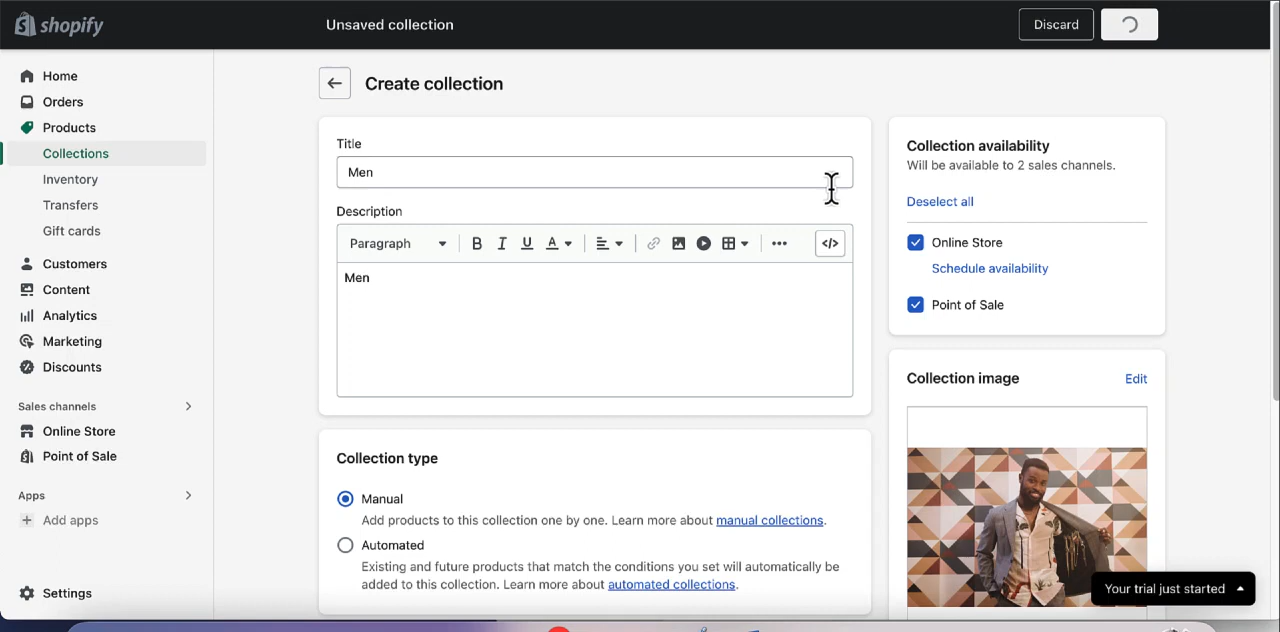 shopify
Unsaved collection
Discard
Home
Orders
Products
Collections
Inventory
Transfers
Gift cards
Customers
Content
Analytics
Marketing
Discounts
Sales channels
Online Store
Point of Sale
Apps
Add apps
Settings
Create collection
Title
Men
Description
Paragraph
B I U A
Men
Collection type
Manual
Add products to this collection one by one. Learn more about manual collections.
Automated
Existing and future products that match the conditions you set will automatically be
added to this collection. Learn more about automated collections.
Collection availability
Will be available to 2 sales channels.
Deselect all
Online Store
Schedule availability
Point of Sale
Collection image
Edit
Your trial just started